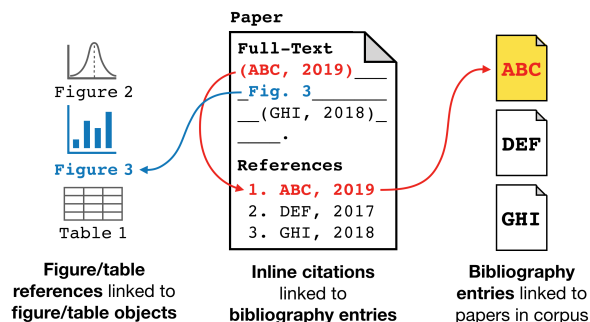 Paper
Full-Text
(ABC, 2019)___
_Fig. 3_______
__(GHI, 2018)_
____.
References
1. ABC, 2019
2. DEF, 2017
3. GHI, 2018
Figure 2
Figure 3
Table 1
ABC
DEF
GHI
Figure/table
references linked to
figure/table objects
Inline citations
linked to
bibliography entries
Bibliography
entries linked to
papers in corpus